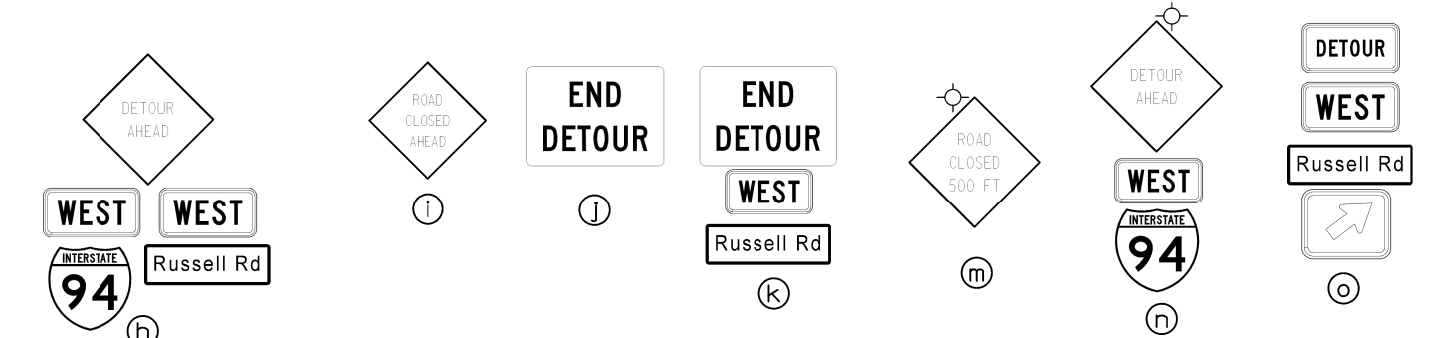 DETOUR
AHEAD
WEST
WEST
INTERSTATE
94
Russell Rd
h
ROAD
CLOSED
AHEAD
i
END
DETOUR
j
END
DETOUR
WEST
Russell Rd
k
ROAD
CLOSED
500 FT
m
DETOUR
AHEAD
WEST
INTERSTATE
94
n
DETOUR
WEST
Russell Rd
o